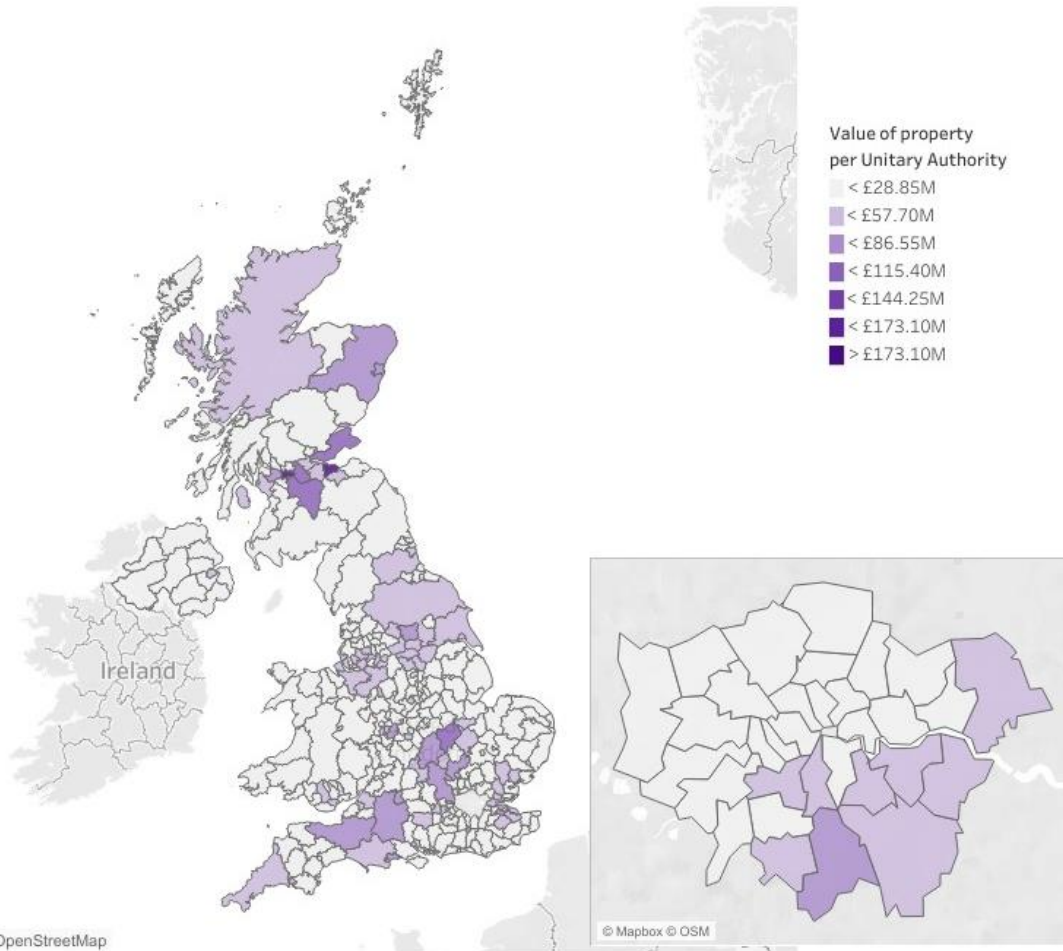 Value of property
per Unitary Authority
< £28.85M
< £57.70M
< £86.55M
< £115.40M
< £144.25M
< £173.10M
> £173.10M
Ireland
© Mapbox © OSM
OpenStreetMap